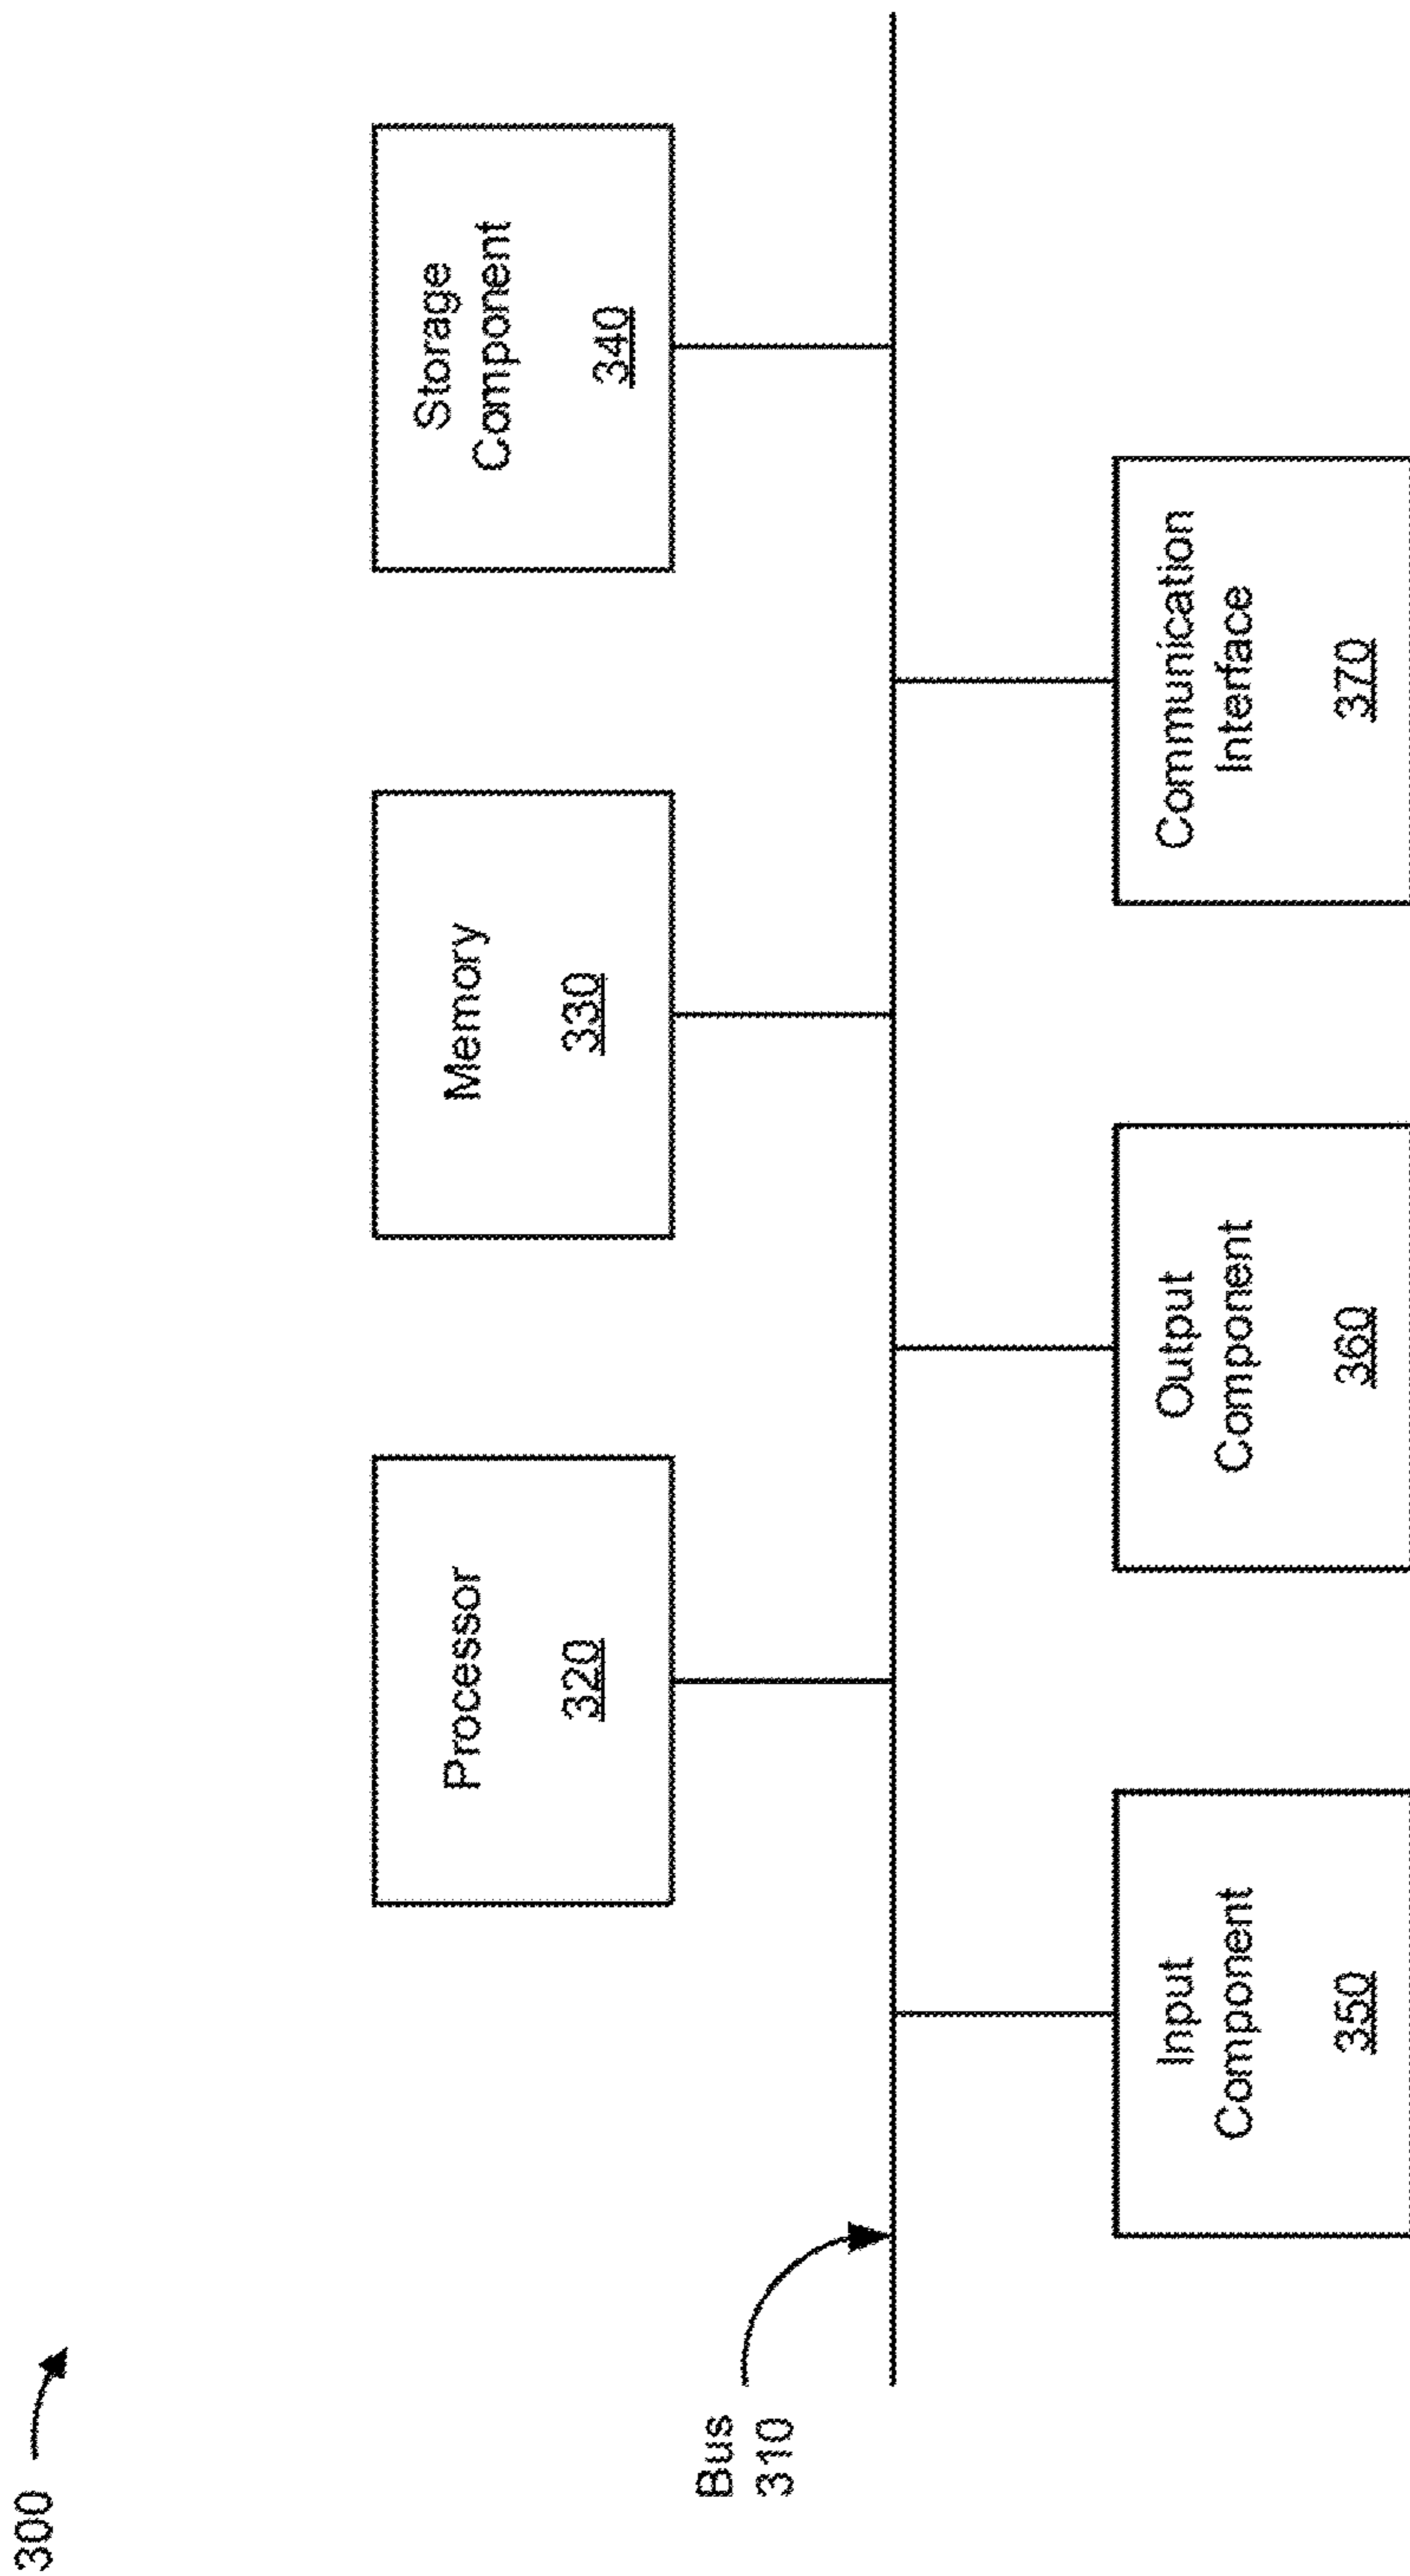 300
Processor
320
Memory
330
Storage
Component
340
Bus
310
Input
Component
350
Output
Component
360
Communication
Interface
370